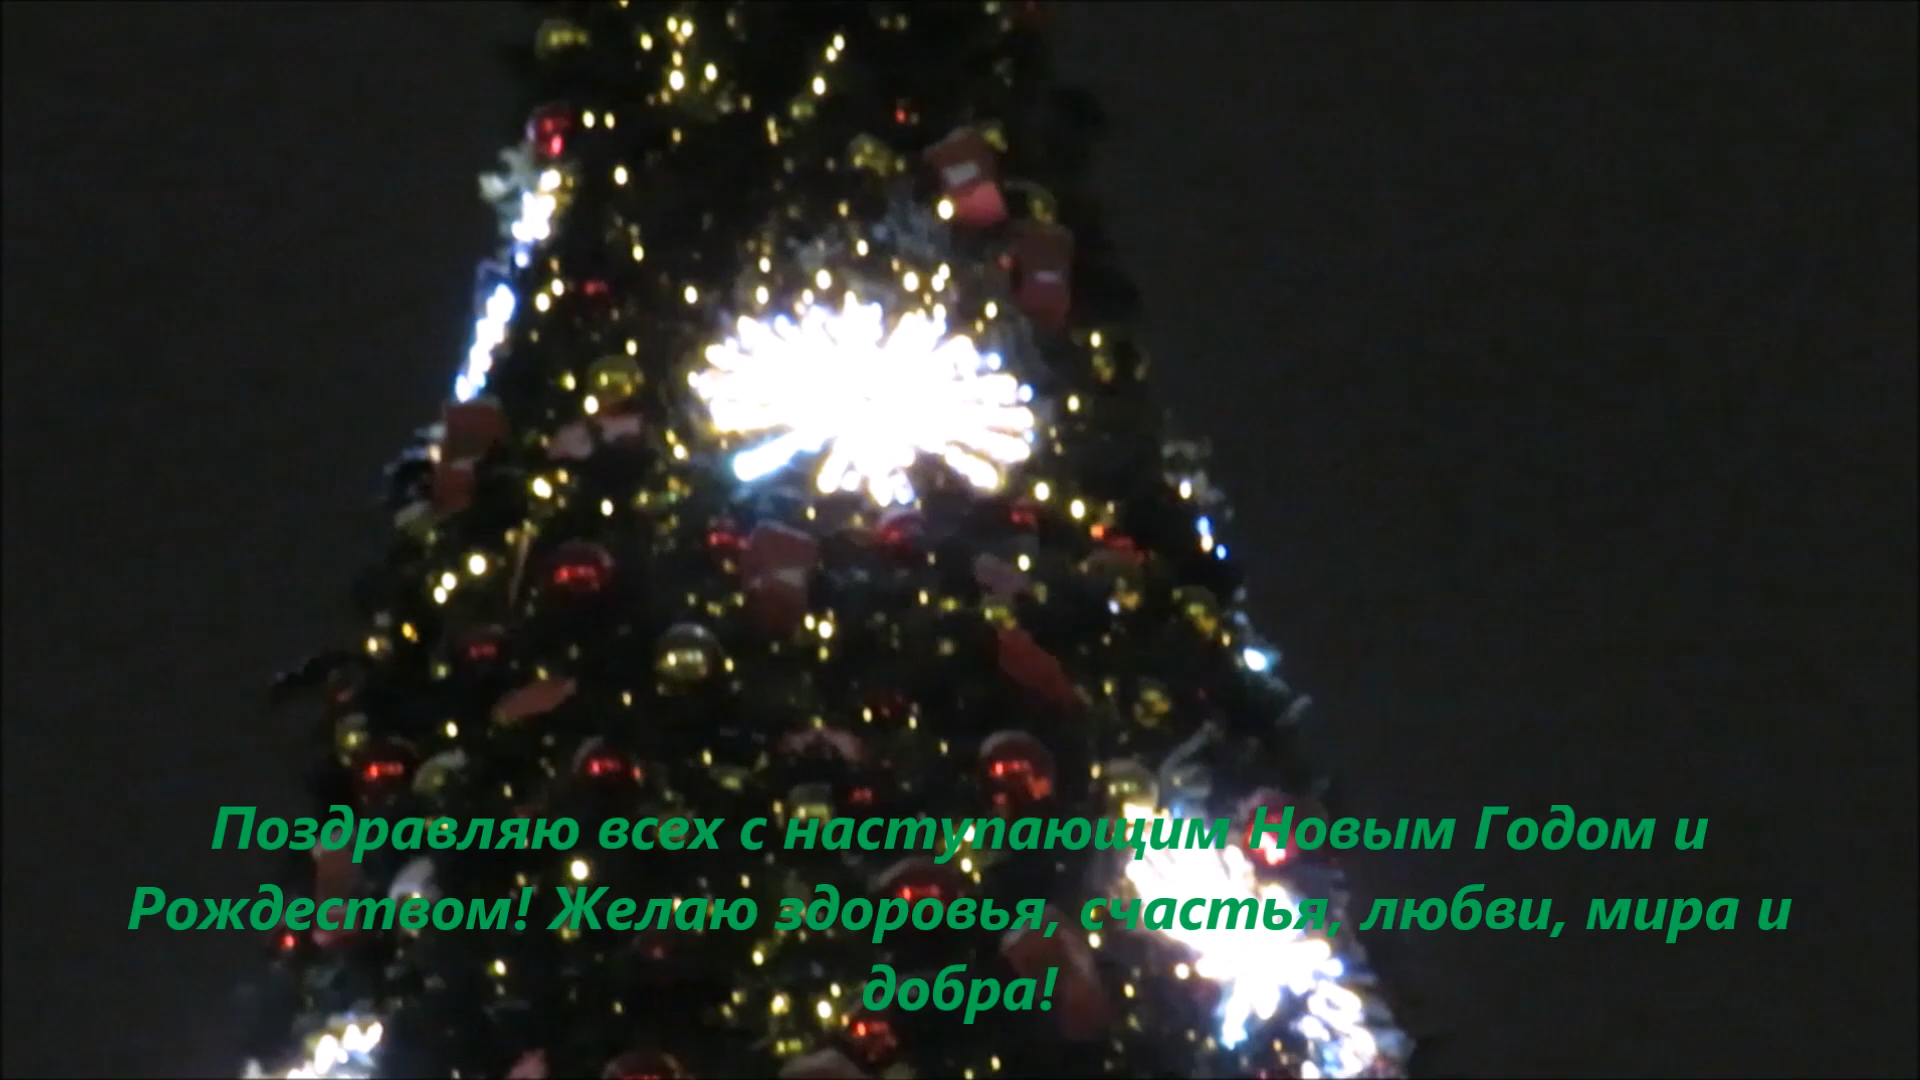 Поздравляю всех с наступающим Новым Годом и
Рождеством! Желаю здоровья, счастья, любви, мира и
добра!